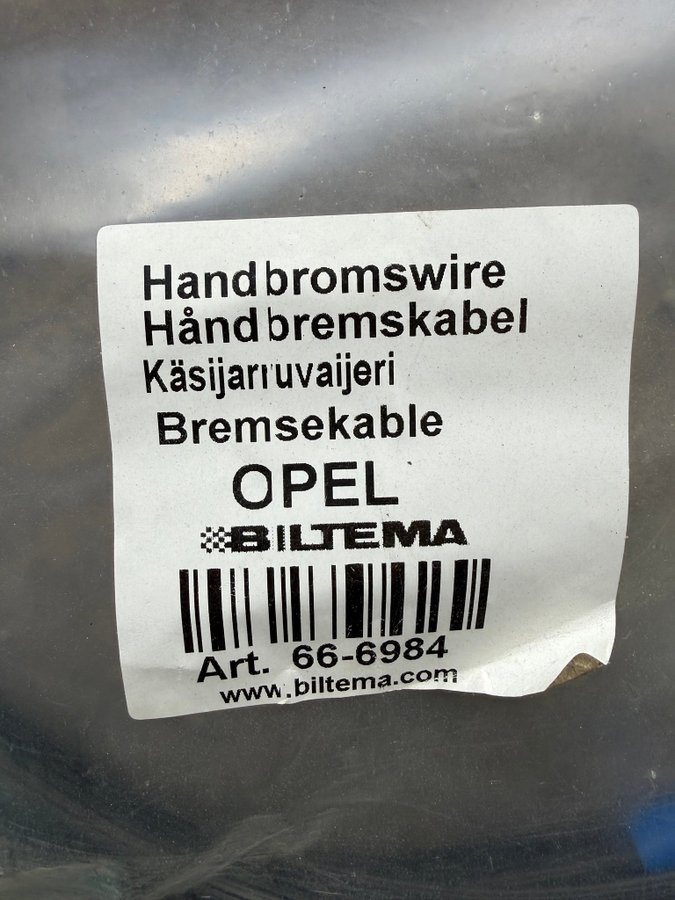 Handbromswire
Håndbremskabel
Käsijarruvaijeri
Bremsekable
OPEL
BILTEMA
Art. 66-6984
www.biltema.com